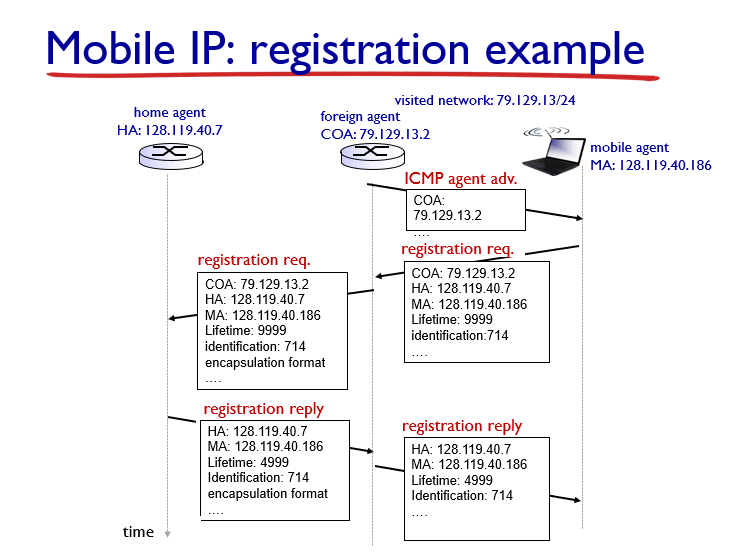 Mobile IP: registration example
visited network: 79.129.13/24
home agent
HA: 128.119.40.7
foreign agent
COA: 79.129.13.2
mobile agent
MA: 128.119.40.186
ICMP agent adv.
COA:
79.129.13.2
....
registration req.
COA: 79.129.13.2
HA: 128.119.40.7
MA: 128.119.40.186
Lifetime: 9999
identification:714
....
registration req.
COA: 79.129.13.2
HA: 128.119.40.7
MA: 128.119.40.186
Lifetime: 9999
identification: 714
encapsulation format
....
registration reply
HA: 128.119.40.7
MA: 128.119.40.186
Lifetime: 4999
Identification: 714
encapsulation format
....
registration reply
HA: 128.119.40.7
MA: 128.119.40.186
Lifetime: 4999
Identification: 714
....
time